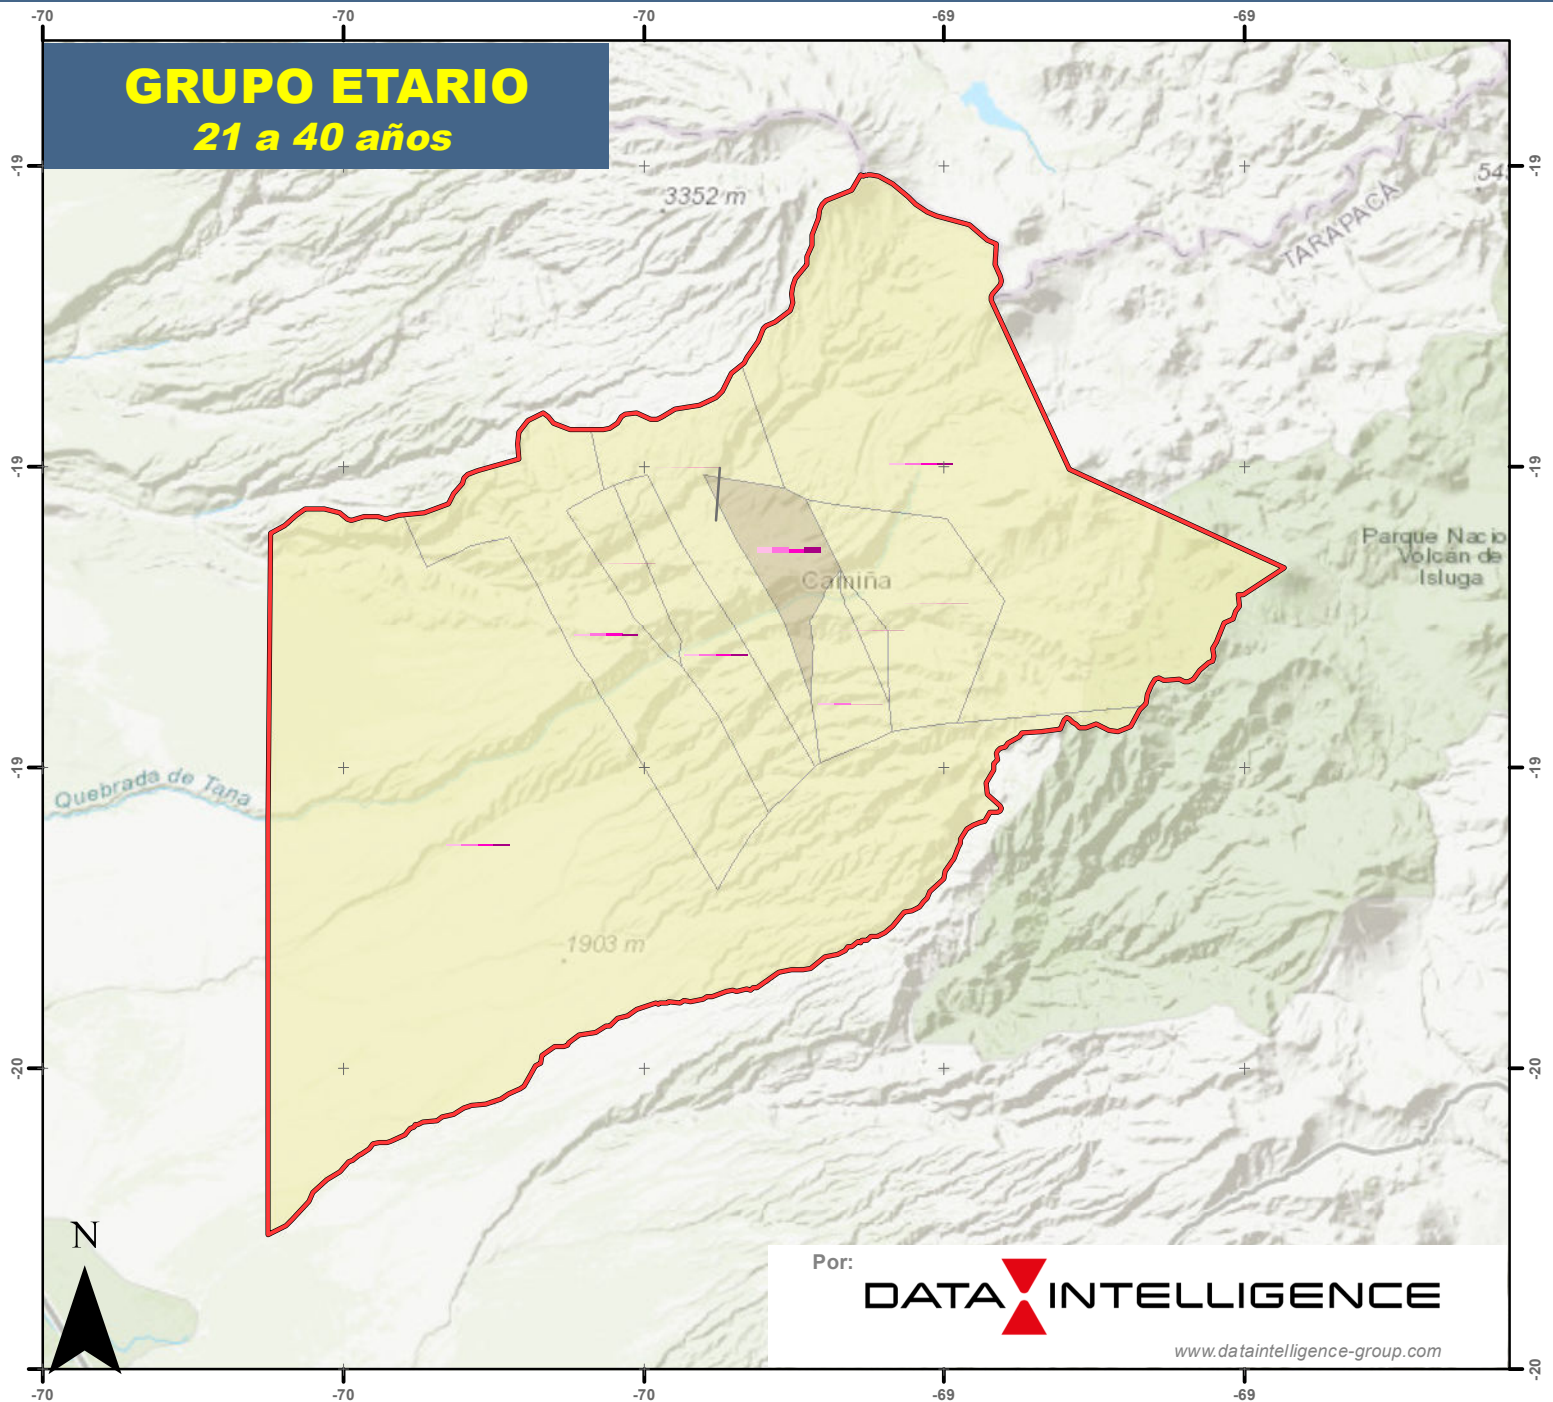 -70
-70
-70
-69
-69
GRUPO ETARIO
21 a 40 años
-19
-19
3352 m
TARAPACÁ
-19
-19
Parque Nacio
Volcán de
Isluga
Camiña
-19
-19
Quebrada de Tana
1903 m
-20
-20
N
Por:
DATA INTELLIGENCE
www.dataintelligence-group.com
-20
-70
-70
-70
-69
-69